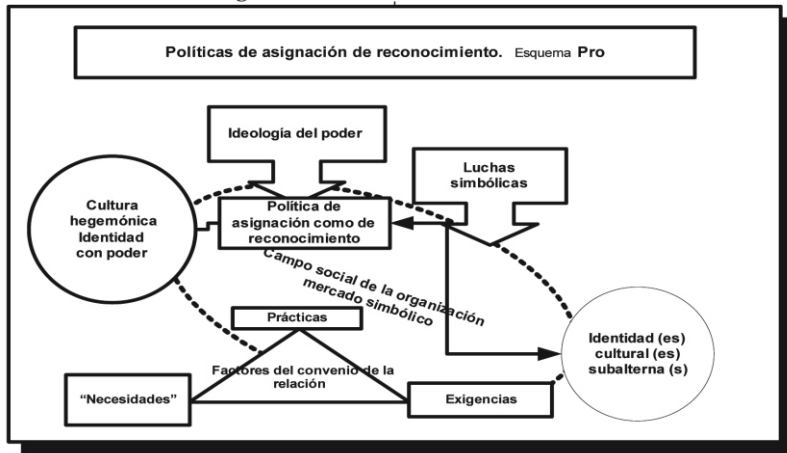 Políticas de asignación de reconocimiento. Esquema Pro
Ideología del poder
Luchas
simbólicas
Cultura
hegemónica
Identidad
con poder
Política de
asignación como de
reconocimiento
Campo social de la organización
mercado simbólico
Prácticas
Factores del convenio de la
relación
"Necesidades"
Exigencias
Identidad (es)
cultural (es)
subalterna (s)